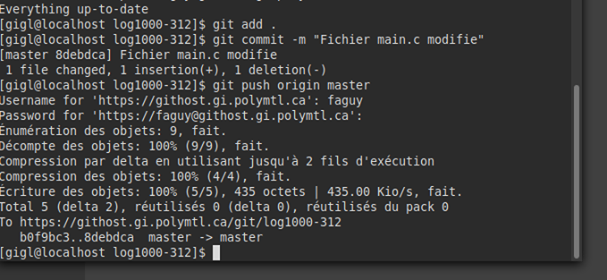 Everything up-to-date
[gigl@localhost log1000-312]$ git add .
[gigl@localhost log1000-312]$ git commit -m "Fichier main.c modifie"
[master 8debdca] Fichier main.c modifie
 1 file changed, 1 insertion(+), 1 deletion(-)
[gigl@localhost log1000-312]$ git push origin master
Username for 'https://githost.gi.polymtl.ca': faguy
Password for 'https://faguy@githost.gi.polymtl.ca':
Énumération des objets: 9, fait.
Décompte des objets: 100% (9/9), fait.
Compression par delta en utilisant jusqu'à 2 fils d'exécution
Compression des objets: 100% (4/4), fait.
Écriture des objets: 100% (5/5), 435 octets | 435.00 Kio/s, fait.
Total 5 (delta 2), réutilisés 0 (delta 0), réutilisés du pack 0
To https://githost.gi.polymtl.ca/git/log1000-312
   b0f9bc3..8debdca  master -> master
[gigl@localhost log1000-312]$